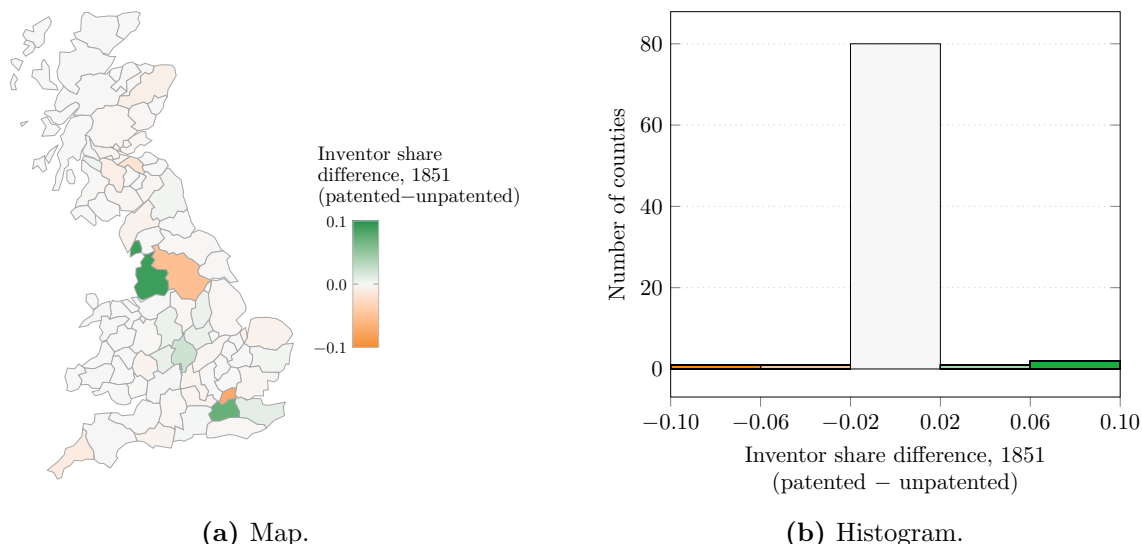 Inventor share
difference, 1851
(patented−unpatented)
0.1
0.0
−0.1
(a) Map.
80
60
40
20
0
Number of counties
−0.10
−0.06
−0.02
0.02
0.06
0.10
Inventor share difference, 1851
(patented − unpatented)
(b) Histogram.